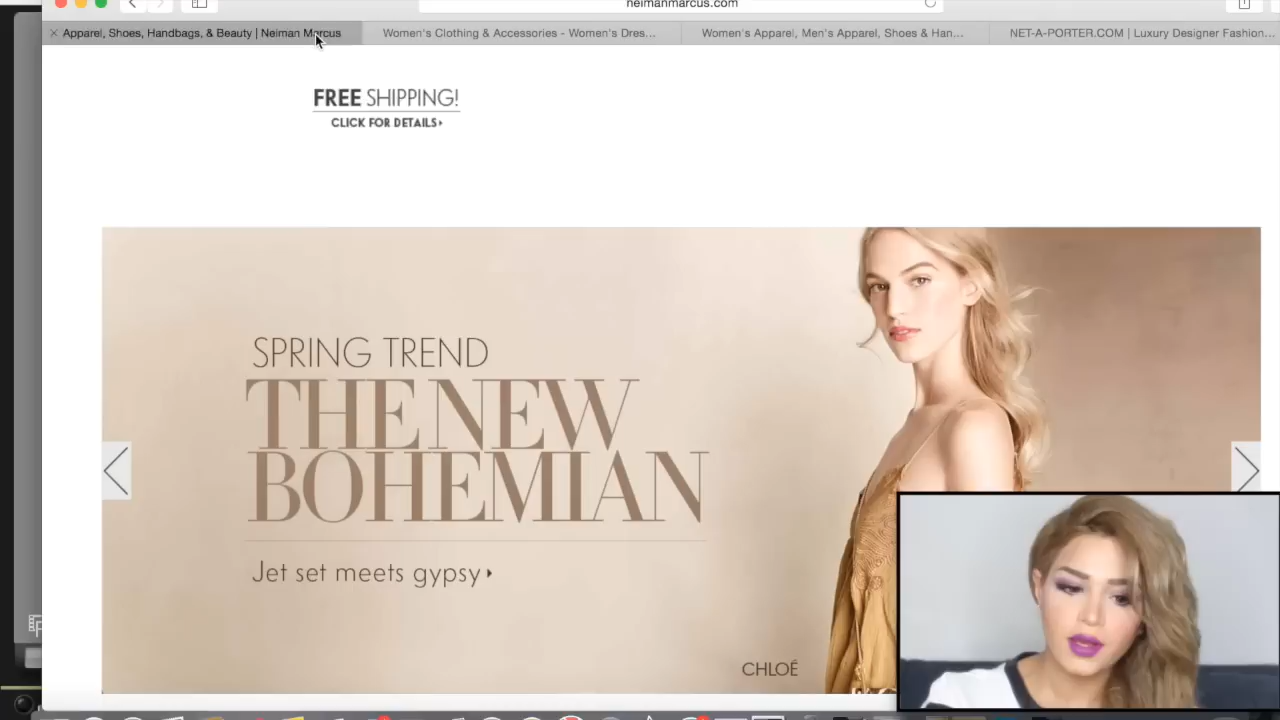 neimanmarcus.com
Apparel, Shoes, Handbags, & Beauty | Neiman Marcus
Women's Clothing & Accessories - Women's Dres...
Women's Apparel, Men's Apparel, Shoes & Han...
NET-A-PORTER.COM | Luxury Designer Fashion...
FREE SHIPPING!
CLICK FOR DETAILS
SPRING TREND
THE NEW
BOHEMIAN
Jet set meets gypsy
CHLOÉ